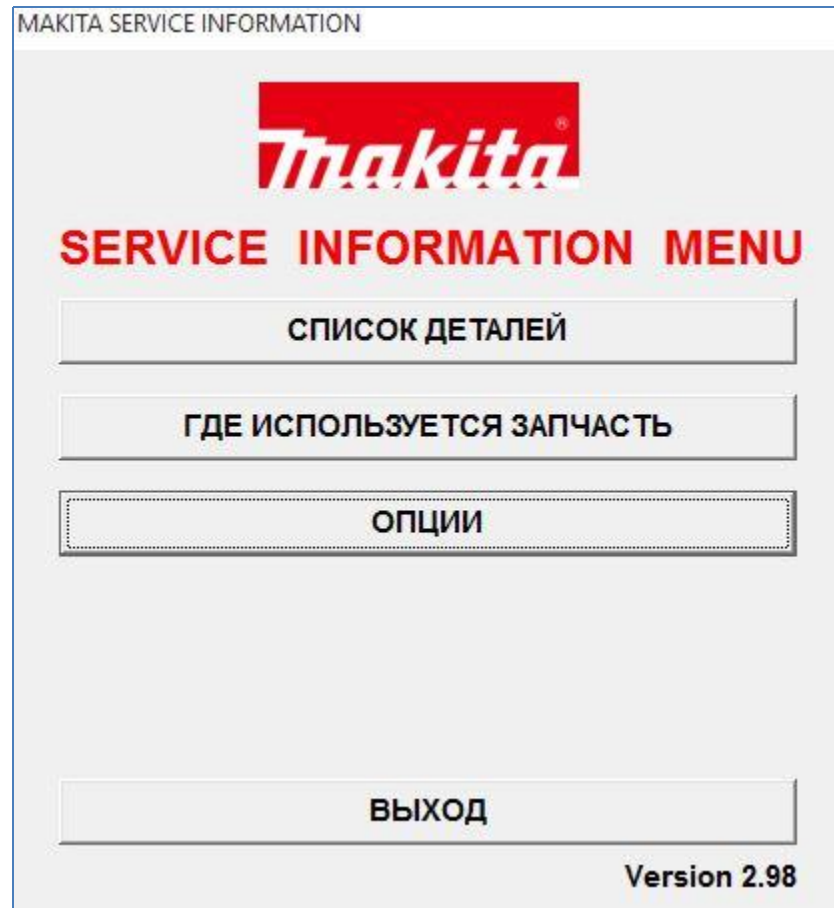 MAKITA SERVICE INFORMATION
makita®
SERVICE INFORMATION MENU
СПИСОК ДЕТАЛЕЙ
ГДЕ ИСПОЛЬЗУЕТСЯ ЗАПЧАСТЬ
ОПЦИИ
ВЫХОД
Version 2.98